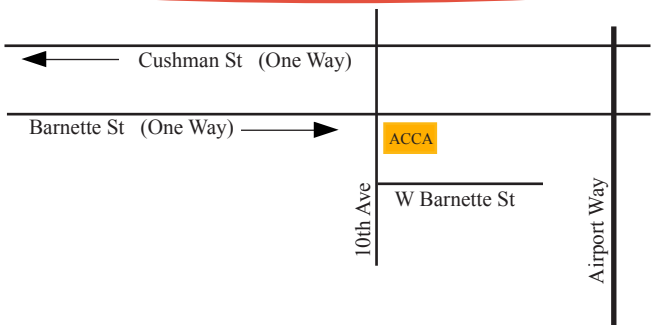 Cushman St (One Way)
Barnette St (One Way)
ACCA
W Barnette St
10th Ave
Airport Way